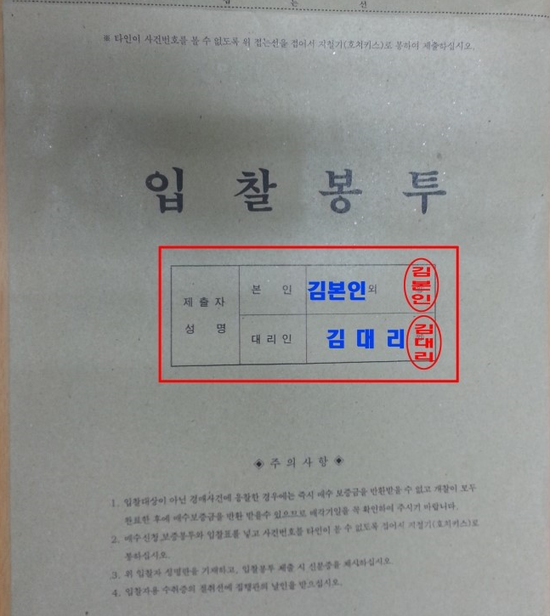 접 는 선
※ 타인이 사건번호를 볼 수 없도록 위 접는선을 접어서 지철기(호치키스)로 봉하여 제출하십시오.
입 찰 봉 투
제 출 자
성 명
본 인
김본인 외
김본인
대 리 인
김 대 리
김대리
◈ 주 의 사 항 ◈
1. 입찰대상이 아닌 경매사건에 응찰한 경우에는 즉시 매수 보증금을 반환받을 수 없고 개찰이 모두
완료한 후에 매수보증금을 반환 받을수 있으므로 매각기일을 꼭 확인하여 주시기 바랍니다.
2. 매수신청보증봉투와 입찰표를 넣고 사건번호를 타인이 볼 수 없도록 접어서 지철기(호치키스)로
봉하십시오.
3. 위 입찰자 성명란을 기재하고, 입찰봉투 제출 시 신분증을 제시하십시오.
4. 입찰자용 수취증의 절취선에 집행관의 날인을 받으십시오.